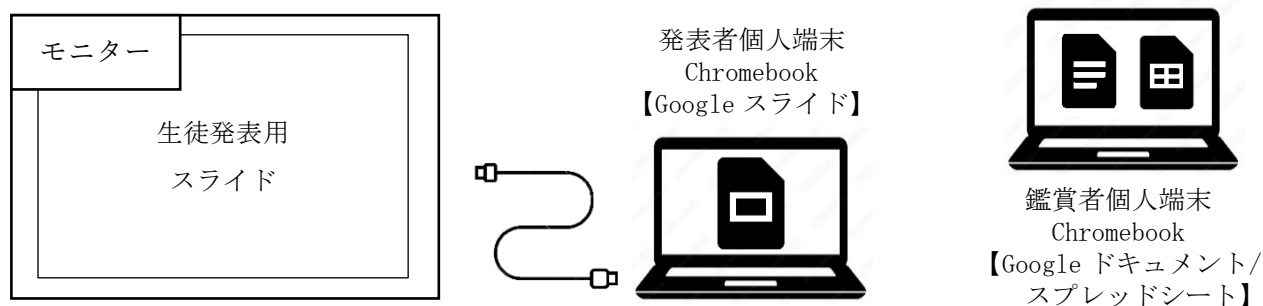 モニター
生徒発表用
スライド
発表者個人端末
Chromebook
【Google スライド】
鑑賞者個人端末
Chromebook
【Google ドキュメント/
スプレッドシート】